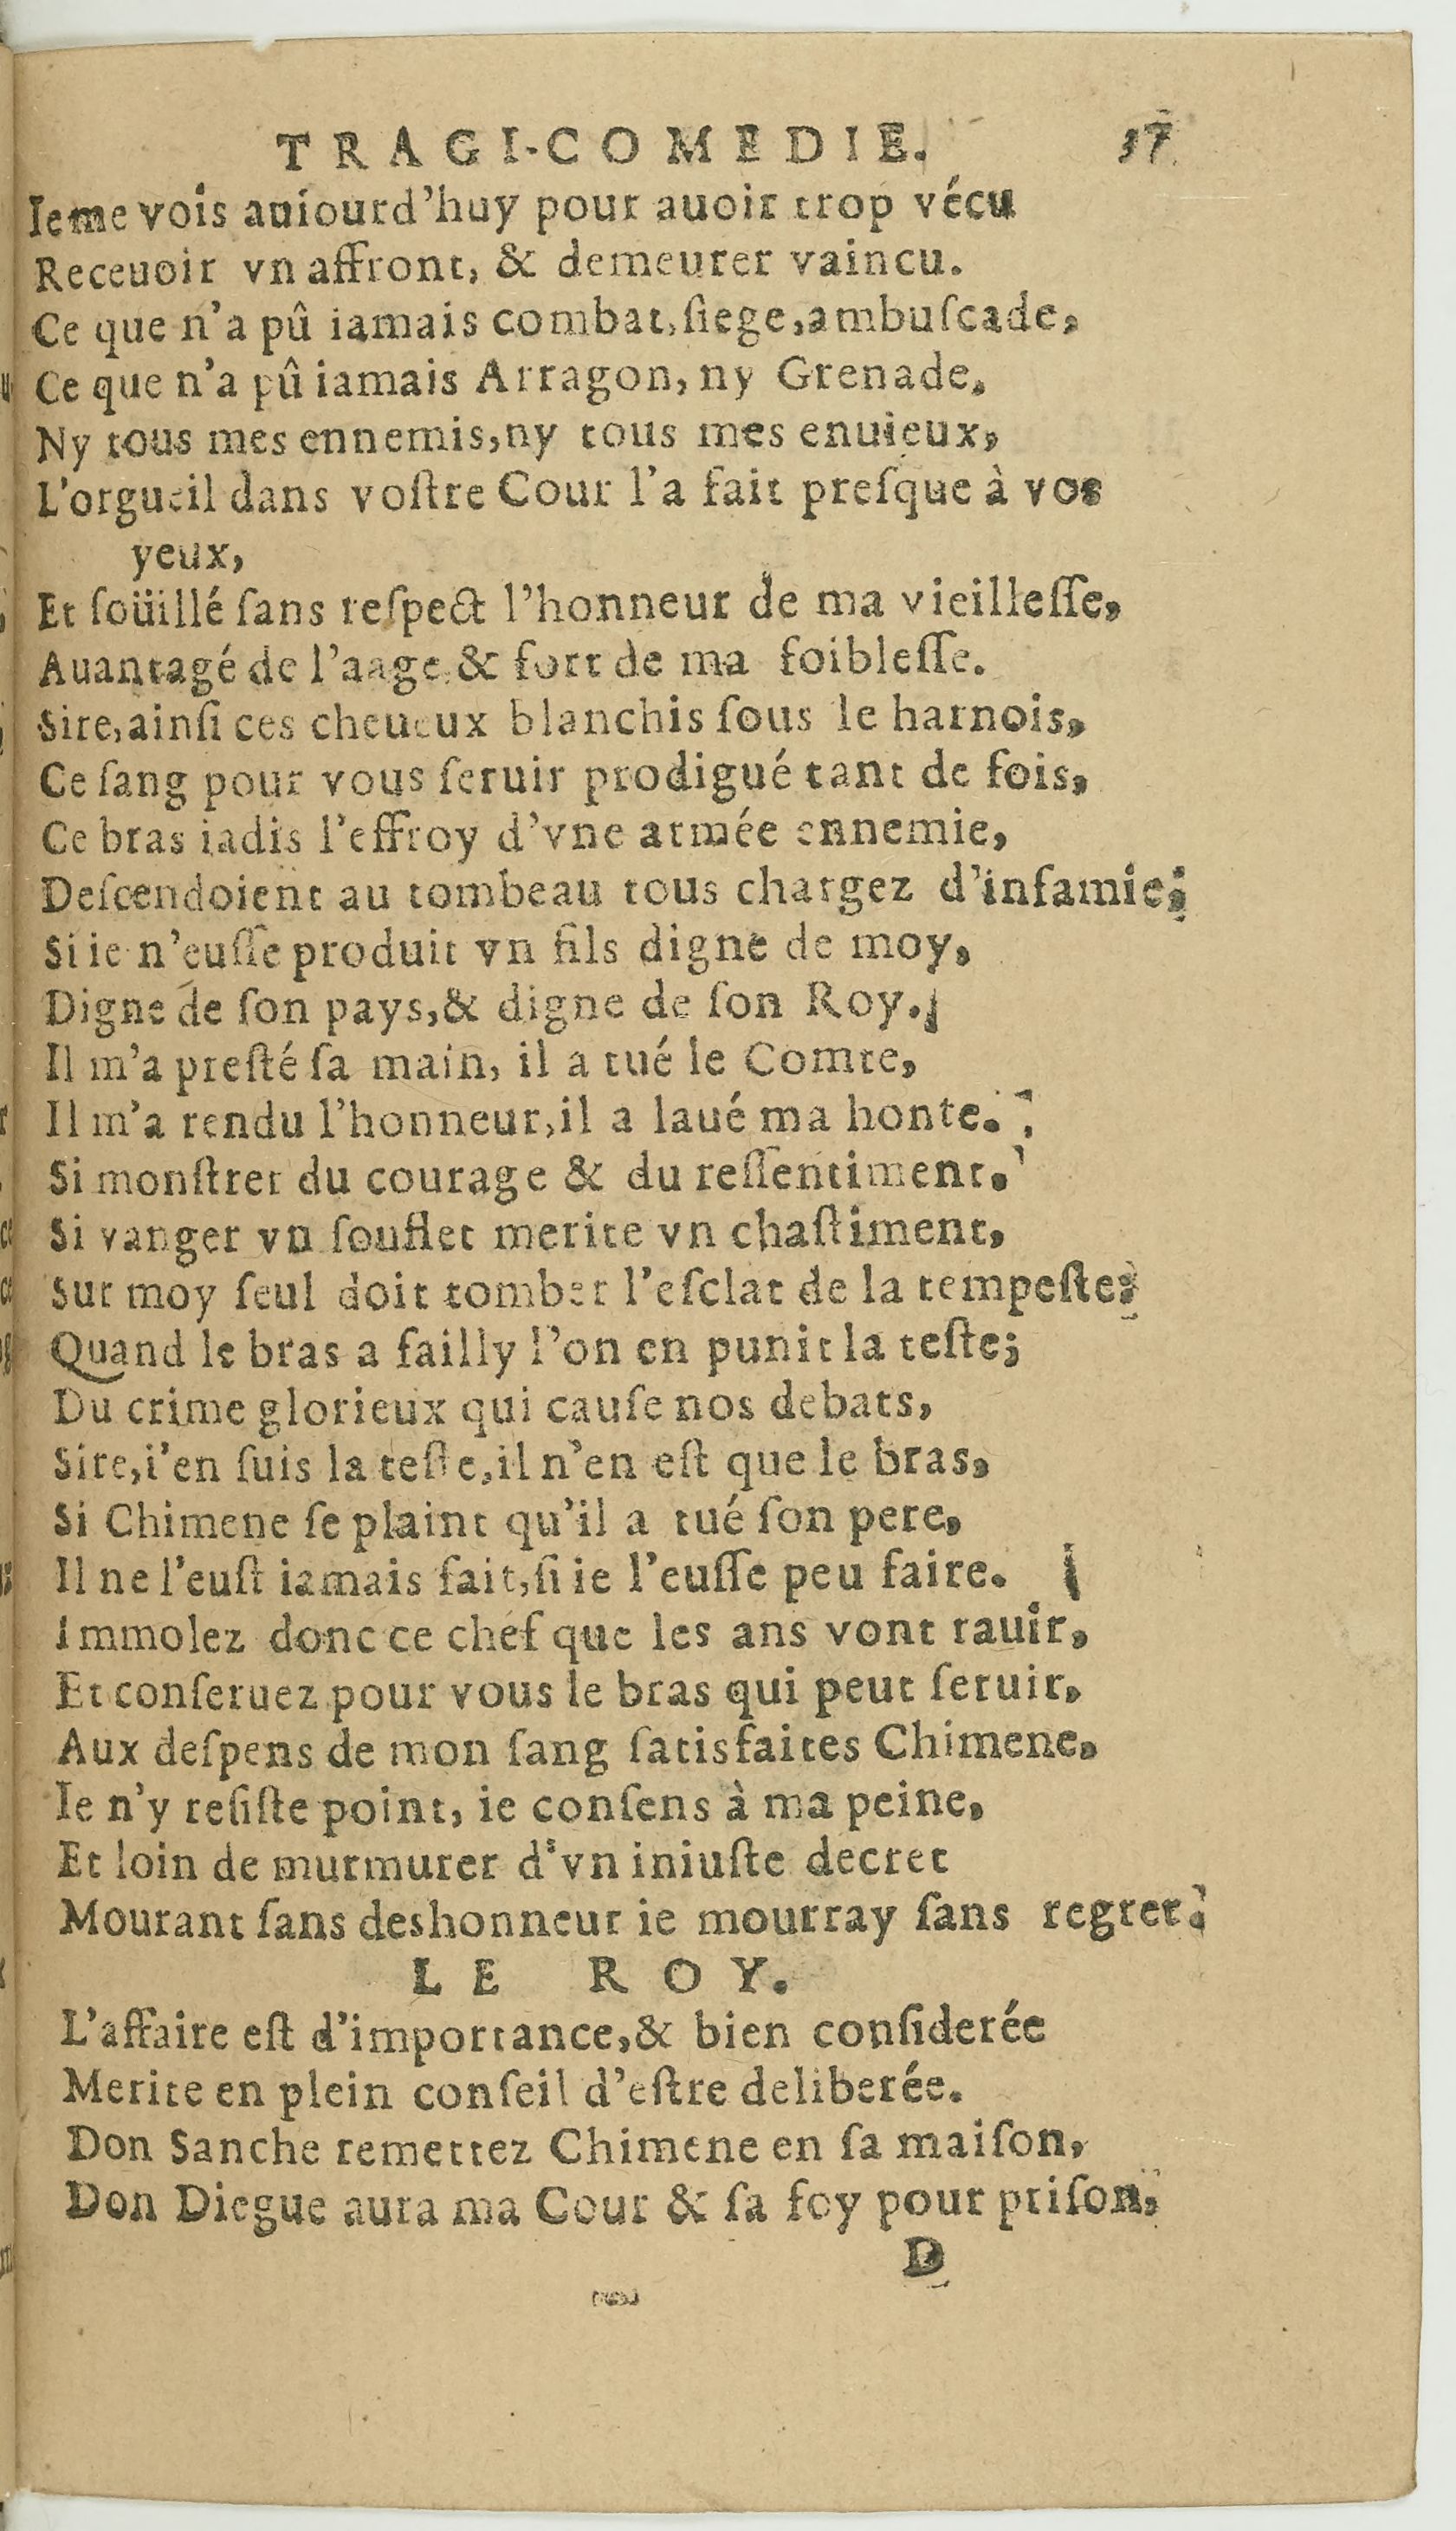 TRAGI-COMEDIE. 37
Ie me vois auiourd'huy pour auoir trop vécu
Receuoir vn affront, & demeurer vaincu.
Ce que n'a pû iamais combat, ſiege, ambuſcade,
Ce que n'a pû iamais Arragon, ny Grenade.
Ny tous mes ennemis, ny tous mes enuieux,
L'orgueil dans voſtre Cour l'a fait preſque à vos
yeux,
Et ſoüillé ſans reſpect l'honneur de ma vieilleſſe,
Auantagé de l'aage & fort de ma foibleſſe.
Sire, ainſi ces cheueux blanchis ſous le harnois,
Ce ſang pour vous ſeruir prodigué tant de fois,
Ce bras iadis l'effroy d'vne armée ennemie,
Deſcendoient au tombeau tous chargez d'infamie;
Si ie n'euſſe produit vn fils digne de moy,
Digne de ſon pays, & digne de ſon Roy.
Il m'a preſté ſa main, il a tué le Comte,
Il m'a rendu l'honneur, il a laué ma honte.
Si monſtrer du courage & du reſſentiment.
Si vanger vn ſouflet merite vn chaſtiment,
Sur moy ſeul doit tomber l'eſclat de la tempeſte:
Quand le bras a failly l'on en punit la teſte;
Du crime glorieux qui cauſe nos debats,
Sire, i'en ſuis la teſte, il n'en eſt que le bras,
Si Chimene ſe plaint qu'il a tué ſon pere,
Il ne l'euſt iamais fait, ſi ie l'euſſe peu faire.
Immolez donc ce chef que les ans vont rauir,
Et conſeruez pour vous le bras qui peut ſeruir,
Aux deſpens de mon ſang ſatisfaites Chimene,
Ie n'y reſiſte point, ie conſens à ma peine,
Et loin de murmurer d'vn iniuſte decret
Mourant ſans deshonneur ie mourray ſans regret.
LE ROY.
L'affaire eſt d'importance, & bien conſiderée
Merite en plein conſeil d'eſtre deliberée.
Don Sanche remettez Chimene en ſa maiſon,
Don Diegue aura ma Cour & ſa foy pour priſon,
D